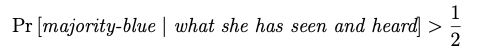 Pr [majority-blue | what she has seen and heard] > 1/2